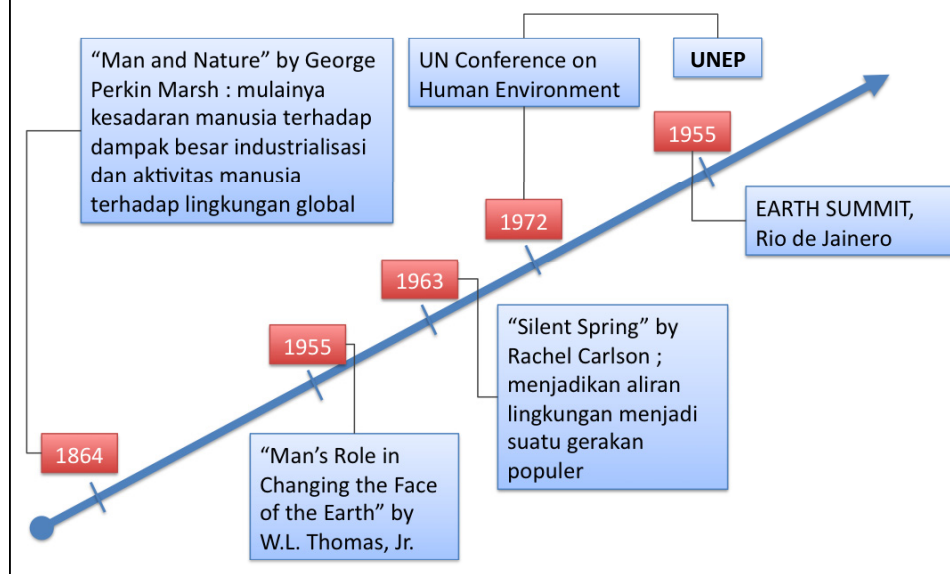 1864
“Man and Nature” by George
Perkin Marsh : mulainya
kesadaran manusia terhadap
dampak besar industrialisasi
dan aktivitas manusia
terhadap lingkungan global
1955
“Man’s Role in
Changing the Face
of the Earth” by
W.L. Thomas, Jr.
1963
“Silent Spring” by
Rachel Carlson ;
menjadikan aliran
lingkungan menjadi
suatu gerakan
populer
1972
UN Conference on
Human Environment
UNEP
1955
EARTH SUMMIT,
Rio de Jainero